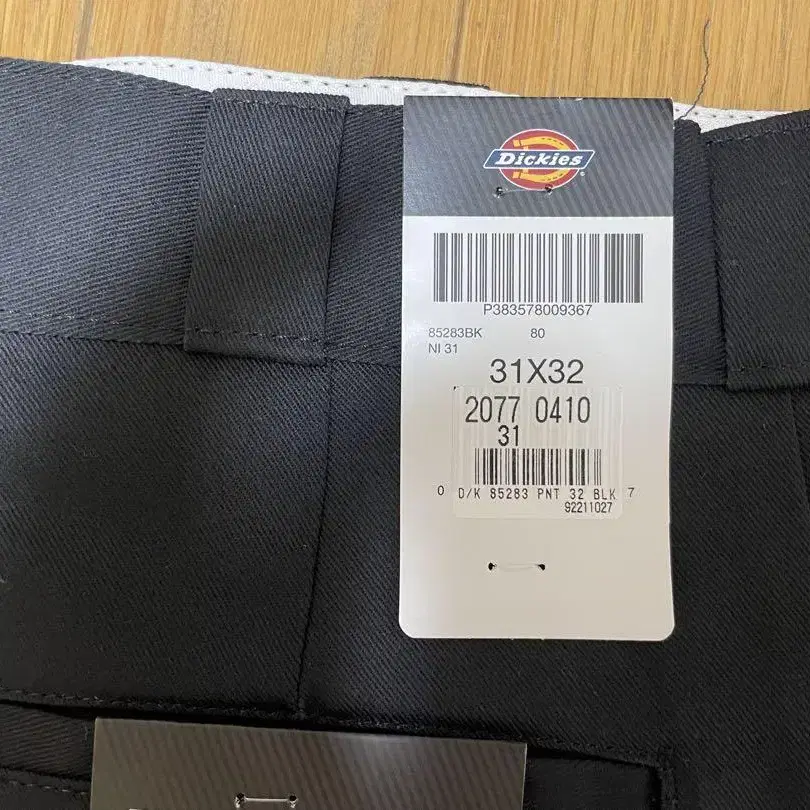 Dickies
P383578009367
85283BK 80
NI 31
31X32
2077 0410
31
0 D/K 85283 PNT 32 BLK 7
92211027